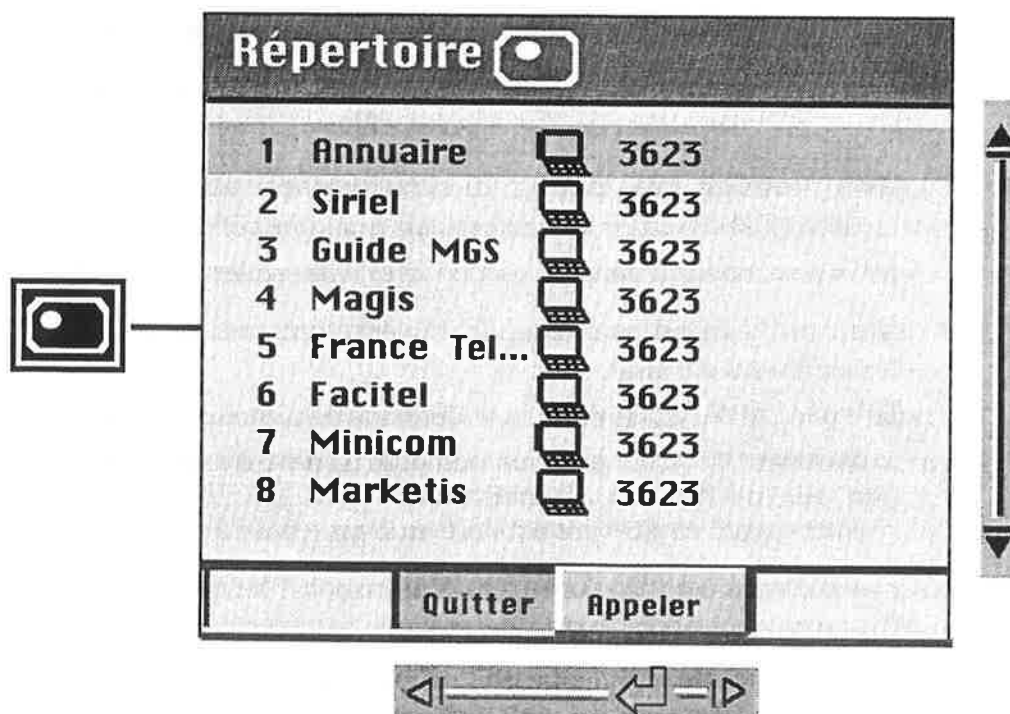 Répertoire
1 Annuaire 3623
2 Siriel 3623
3 Guide MGS 3623
4 Magis 3623
5 France Tel... 3623
6 Facitel 3623
7 Minicom 3623
8 Marketis 3623
Quitter Appeler